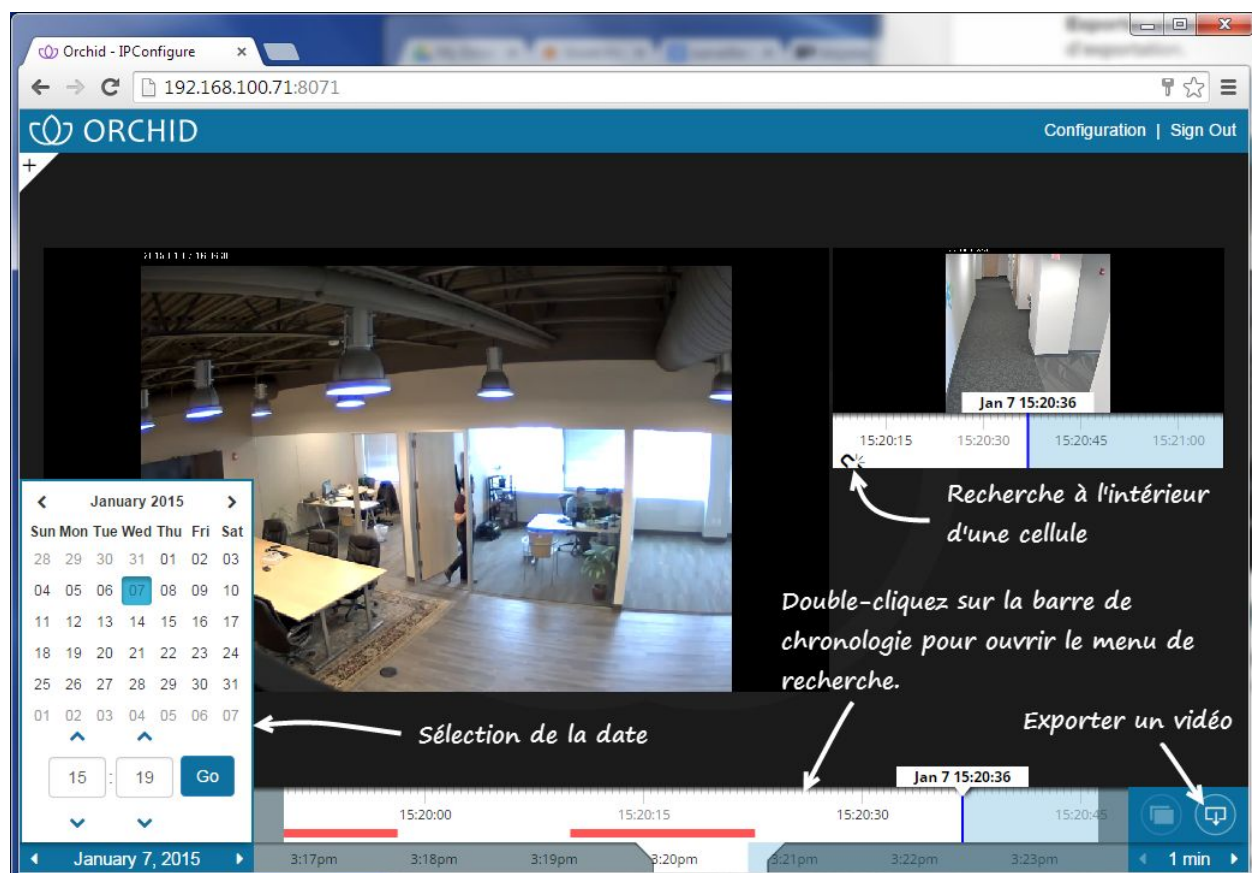 Export
d'exportation.
Orchid - IPConfigure
192.168.100.71:8071
ORCHID
Configuration | Sign Out
+
Jan 7 15:20:36
15:20:15 15:20:30 15:20:45 15:21:00
Recherche à l'intérieur
d'une cellule
January 2015
Sun Mon Tue Wed Thu Fri Sat
28 29 30 31 01 02 03
04 05 06 07 08 09 10
11 12 13 14 15 16 17
18 19 20 21 22 23 24
25 26 27 28 29 30 31
01 02 03 04 05 06 07
15 : 19 Go
Double-cliquez sur la barre de
chronologie pour ouvrir le menu de
recherche.
Sélection de la date
Exporter un vidéo
Jan 7 15:20:36
15:20:00 15:20:15 15:20:30 15:20:45
January 7, 2015
3:17pm 3:18pm 3:19pm 3:20pm 3:21pm 3:22pm 3:23pm
1 min